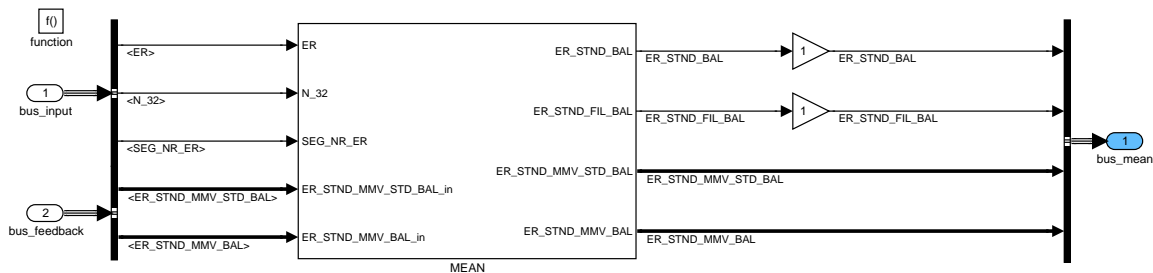 f()
function
1
bus_input
2
bus_feedback
<ER>
<N_32>
<SEG_NR_ER>
<ER_STND_MMV_STD_BAL>
<ER_STND_MMV_BAL>
ER
N_32
SEG_NR_ER
ER_STND_MMV_STD_BAL_in
ER_STND_MMV_BAL_in
ER_STND_BAL
ER_STND_FIL_BAL
ER_STND_MMV_STD_BAL
ER_STND_MMV_BAL
MEAN
ER_STND_BAL
1
ER_STND_BAL
ER_STND_FIL_BAL
1
ER_STND_FIL_BAL
ER_STND_MMV_STD_BAL
ER_STND_MMV_BAL
1
bus_mean